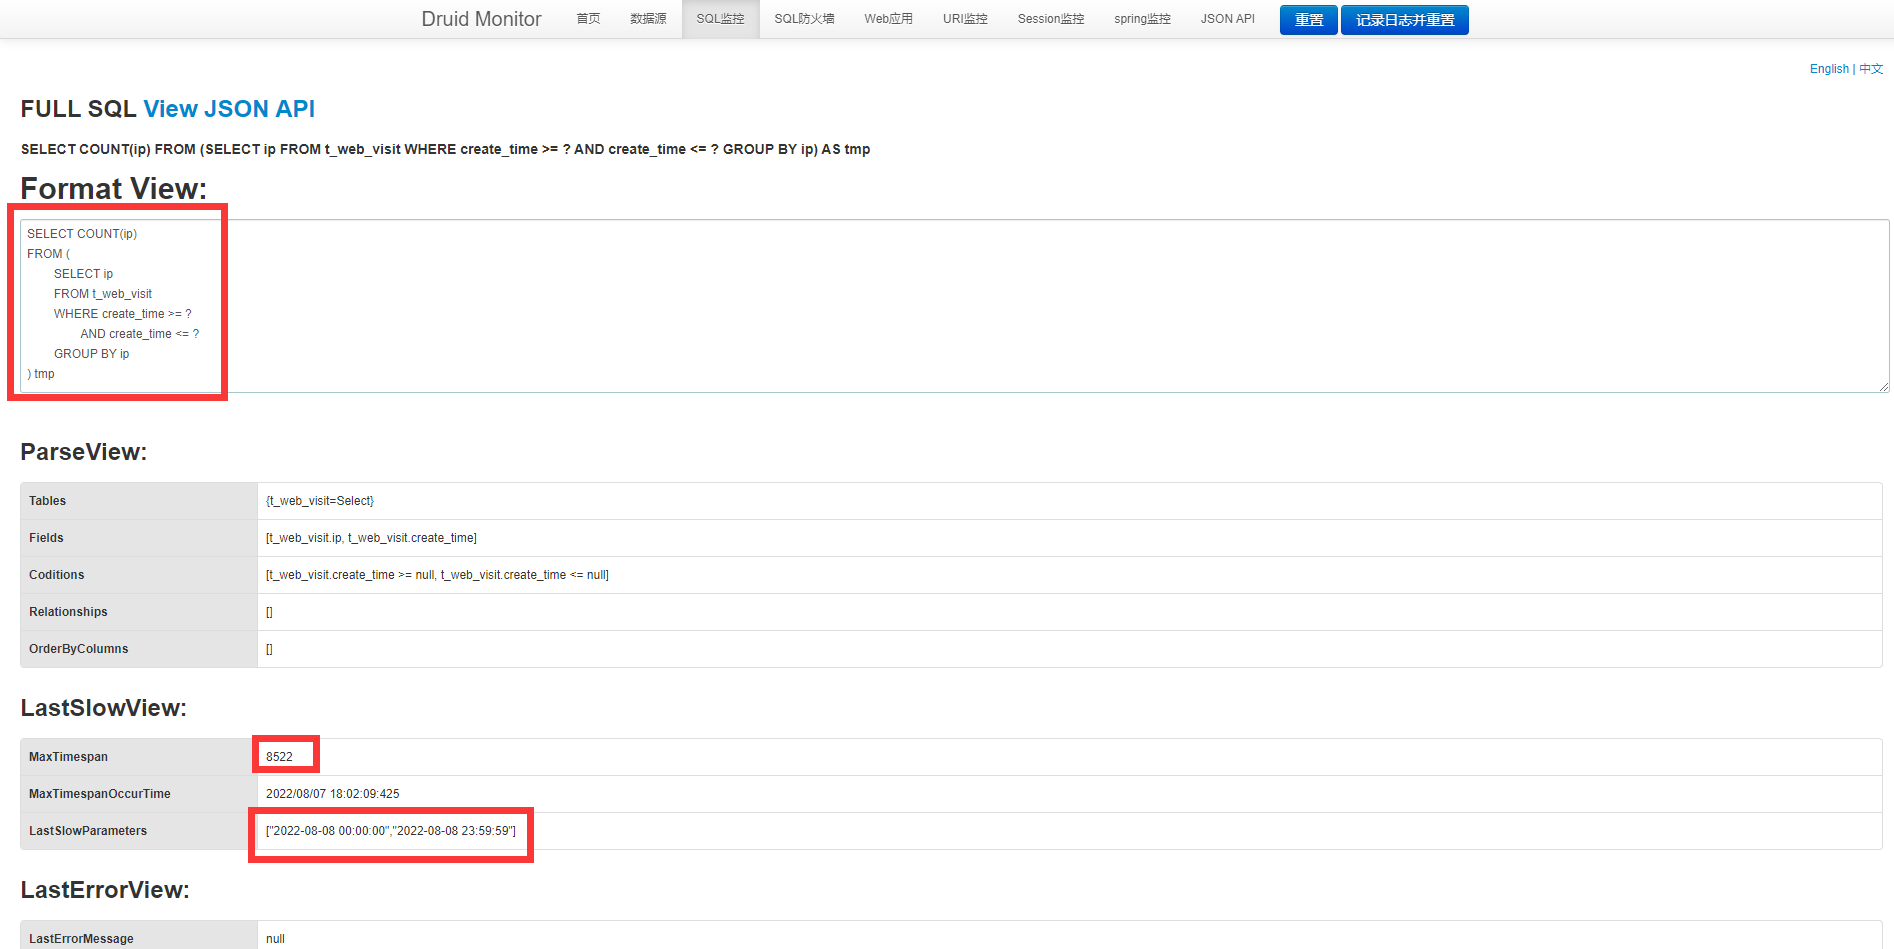 Druid Monitor 首页 数据源 SQL监控 SQL防火墙 Web应用 URI监控 Session监控 spring监控 JSON API 重置 记录日志并重置
English | 中文
FULL SQL View JSON API
SELECT COUNT(ip) FROM (SELECT ip FROM t_web_visit WHERE create_time >= ? AND create_time <= ? GROUP BY ip) AS tmp
Format View:
SELECT COUNT(ip)
FROM (
SELECT ip
FROM t_web_visit
WHERE create_time >= ?
AND create_time <= ?
GROUP BY ip
) tmp
ParseView:
Tables {t_web_visit=Select}
Fields [t_web_visit.ip, t_web_visit.create_time]
Coditions [t_web_visit.create_time >= null, t_web_visit.create_time <= null]
Relationships []
OrderByColumns []
LastSlowView:
MaxTimespan 8522
MaxTimespanOccurTime 2022/08/07 18:02:09:425
LastSlowParameters ["2022-08-08 00:00:00","2022-08-08 23:59:59"]
LastErrorView:
LastErrorMessage null